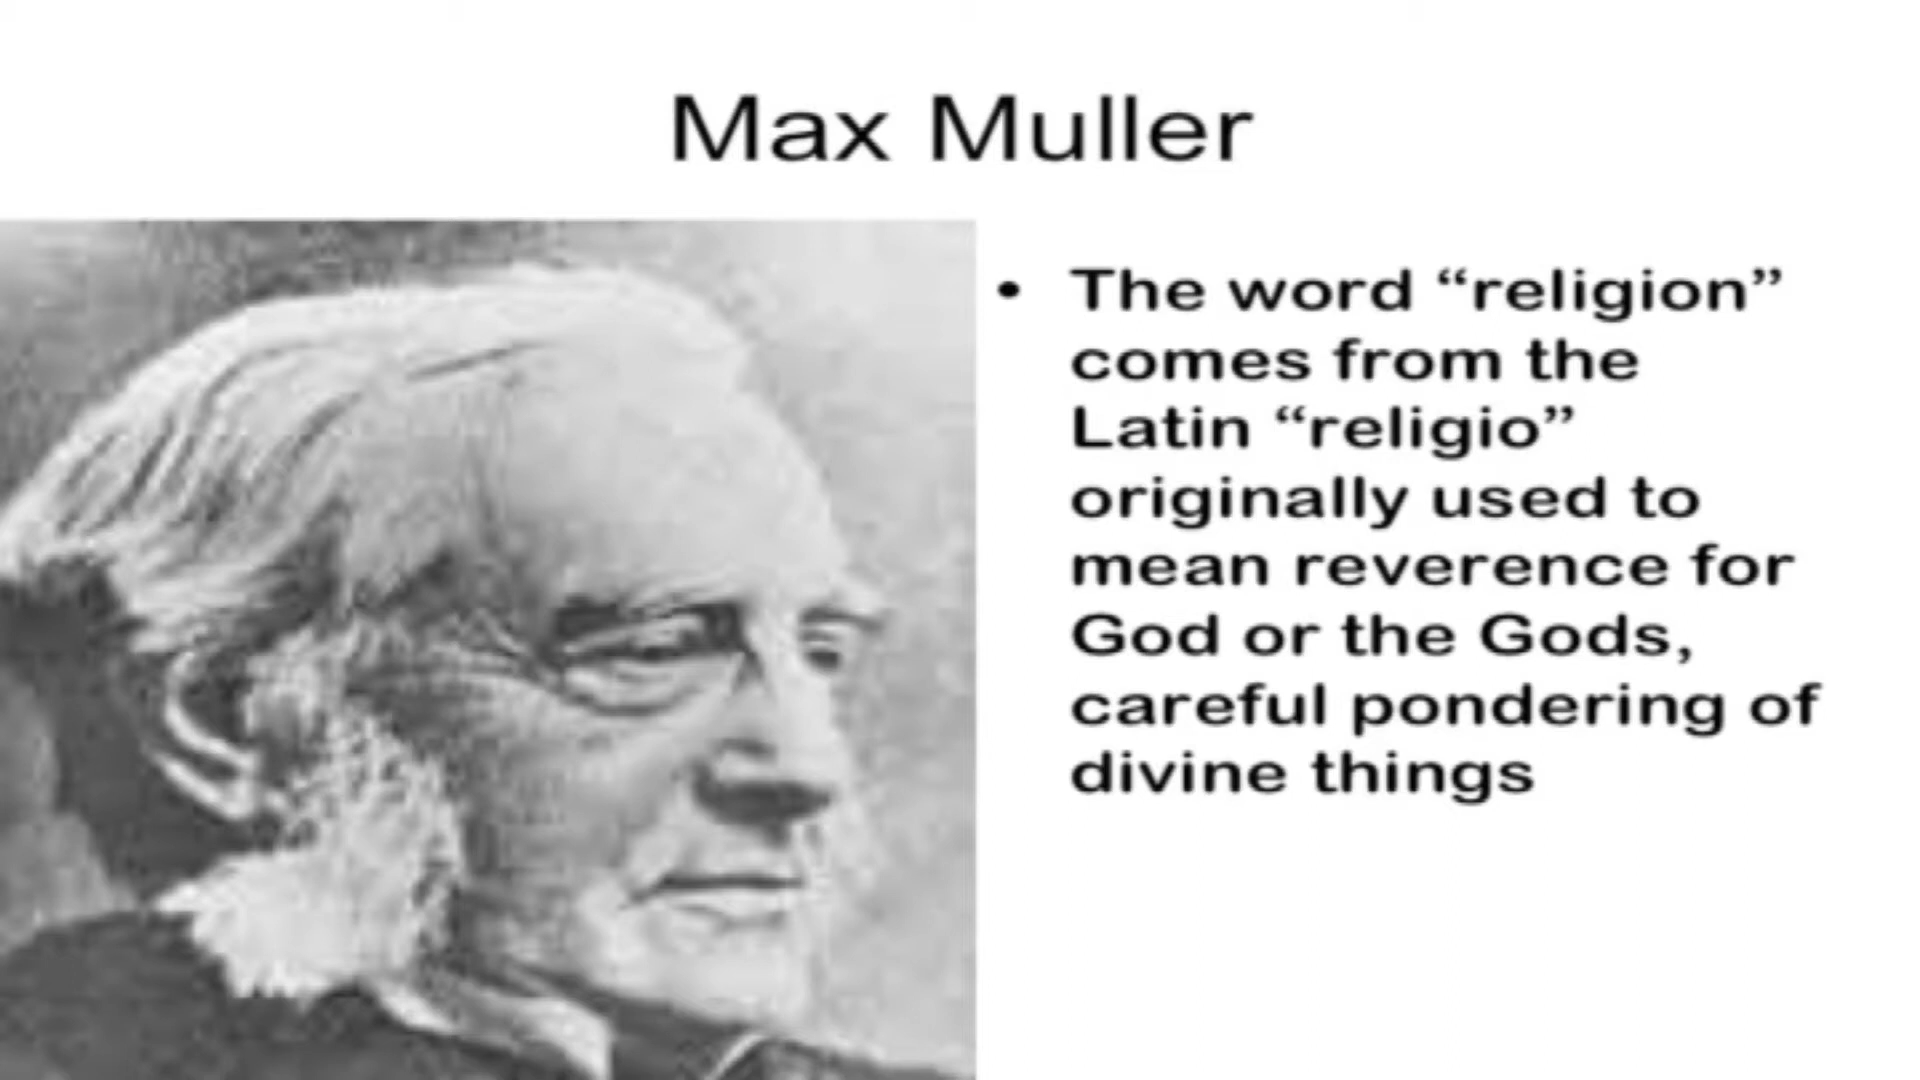 Max Muller
• The word “religion”
comes from the
Latin “religio”
originally used to
mean reverence for
God or the Gods,
careful pondering of
divine things